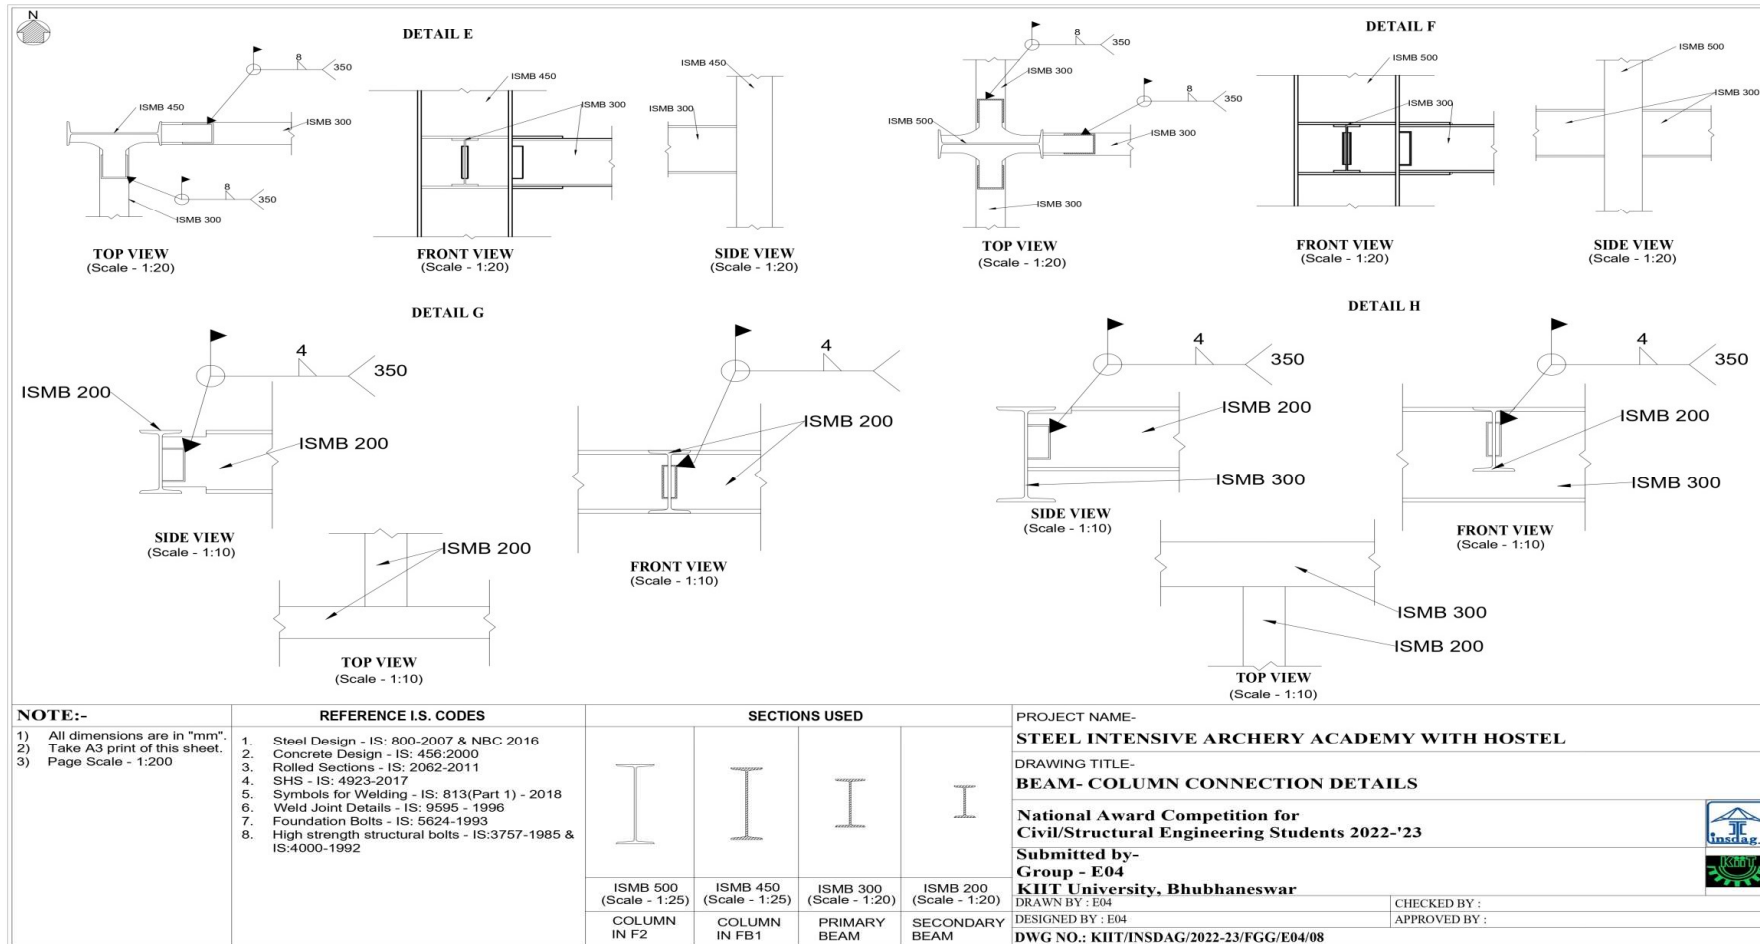 N
DETAIL E
8
350
ISMB 450
ISMB 300
8
350
ISMB 300
TOP VIEW
(Scale - 1:20)
ISMB 450
ISMB 300
FRONT VIEW
(Scale - 1:20)
ISMB 450
ISMB 300
SIDE VIEW
(Scale - 1:20)
DETAIL F
8
ISMB 300
350
8
350
ISMB 500
ISMB 300
ISMB 300
TOP VIEW
(Scale - 1:20)
ISMB 500
ISMB 300
FRONT VIEW
(Scale - 1:20)
ISMB 500
ISMB 300
SIDE VIEW
(Scale - 1:20)
DETAIL G
4
350
ISMB 200
ISMB 200
SIDE VIEW
(Scale - 1:10)
4
ISMB 200
FRONT VIEW
(Scale - 1:10)
ISMB 200
TOP VIEW
(Scale - 1:10)
DETAIL H
4
350
ISMB 200
ISMB 300
SIDE VIEW
(Scale - 1:10)
4
350
ISMB 200
ISMB 300
FRONT VIEW
(Scale - 1:10)
ISMB 300
ISMB 200
TOP VIEW
(Scale - 1:10)
NOTE:-
1) All dimensions are in "mm".
2) Take A3 print of this sheet.
3) Page Scale - 1:200
REFERENCE I.S. CODES
1. Steel Design - IS: 800-2007 & NBC 2016
2. Concrete Design - IS: 456:2000
3. Rolled Sections - IS: 2062-2011
4. SHS - IS: 4923-2017
5. Symbols for Welding - IS: 813(Part 1) - 2018
6. Weld Joint Details - IS: 9595 - 1996
7. Foundation Bolts - IS: 5624-1993
8. High strength structural bolts - IS:3757-1985 &
IS:4000-1992
SECTIONS USED
ISMB 500
(Scale - 1:25)
ISMB 450
(Scale - 1:25)
ISMB 300
(Scale - 1:20)
ISMB 200
(Scale - 1:20)
COLUMN
IN F2
COLUMN
IN FB1
PRIMARY
BEAM
SECONDARY
BEAM
PROJECT NAME-
STEEL INTENSIVE ARCHERY ACADEMY WITH HOSTEL
DRAWING TITLE-
BEAM- COLUMN CONNECTION DETAILS
National Award Competition for
Civil/Structural Engineering Students 2022-'23
insdag
Submitted by-
Group - E04
KIIT University, Bhubhaneswar
KIIT
DRAWN BY : E04
CHECKED BY :
DESIGNED BY : E04
APPROVED BY :
DWG NO.: KIIT/INSDAG/2022-23/FGG/E04/08